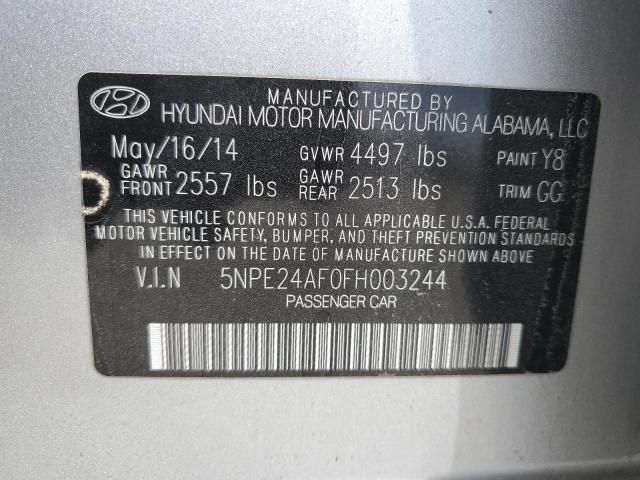 MANUFACTURED BY
HYUNDAI MOTOR MANUFACTURING ALABAMA, LLC
May/16/14 GVWR 4497 lbs PAINT Y8
GAWR FRONT 2557 lbs GAWR REAR 2513 lbs TRIM GG
THIS VEHICLE CONFORMS TO ALL APPLICABLE U.S.A. FEDERAL
MOTOR VEHICLE SAFETY, BUMPER, AND THEFT PREVENTION STANDARDS
IN EFFECT ON THE DATE OF MANUFACTURE SHOWN ABOVE
V.I.N 5NPE24AF0FH003244
PASSENGER CAR